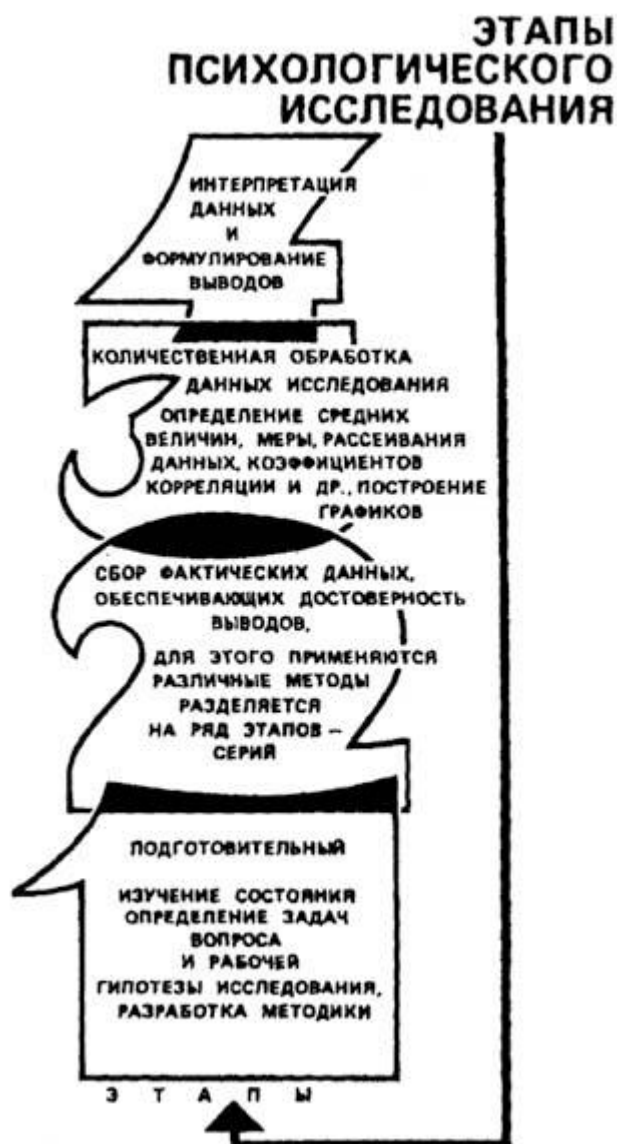 ЭТАПЫ
ПСИХОЛОГИЧЕСКОГО
ИССЛЕДОВАНИЯ
ИНТЕРПРЕТАЦИЯ
ДАННЫХ
И
ФОРМУЛИРОВАНИЕ
ВЫВОДОВ
КОЛИЧЕСТВЕННАЯ ОБРАБОТКА
ДАННЫХ ИССЛЕДОВАНИЯ
ОПРЕДЕЛЕНИЕ СРЕДНИХ
ВЕЛИЧИН, МЕРЫ, РАССЕИВАНИЯ
ДАННЫХ, КОЭФФИЦИЕНТОВ
КОРРЕЛЯЦИИ И ДР., ПОСТРОЕНИЕ
ГРАФИКОВ
СБОР ФАКТИЧЕСКИХ ДАННЫХ,
ОБЕСПЕЧИВАЮЩИХ ДОСТОВЕРНОСТЬ
ВЫВОДОВ,
ДЛЯ ЭТОГО ПРИМЕНЯЮТСЯ
РАЗЛИЧНЫЕ МЕТОДЫ
РАЗДЕЛЯЕТСЯ
НА РЯД ЭТАПОВ –
СЕРИЙ
ПОДГОТОВИТЕЛЬНЫЙ
ИЗУЧЕНИЕ СОСТОЯНИЯ
ОПРЕДЕЛЕНИЕ ЗАДАЧ
ВОПРОСА
И РАБОЧЕЙ
ГИПОТЕЗЫ ИССЛЕДОВАНИЯ,
РАЗРАБОТКА МЕТОДИКИ
Э Т А П Ы